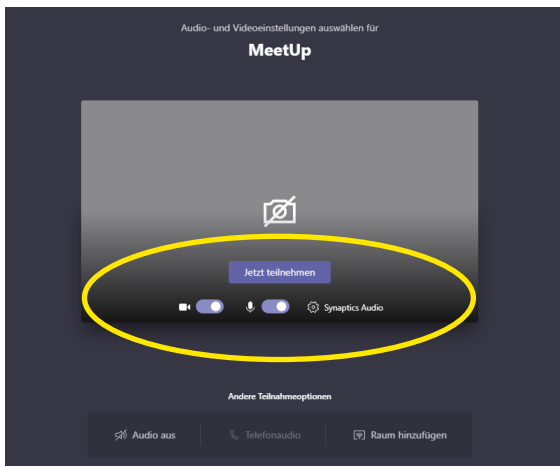 Audio- und Videoeinstellungen auswählen für
MeetUp
Jetzt teilnehmen
Synaptics Audio
Andere Teilnahmeoptionen
Audio aus
Telefonaudio
Raum hinzufügen